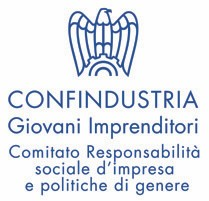 CONFINDUSTRIA
Giovani Imprenditori
Comitato Responsabilità
sociale d'impresa
e politiche di genere